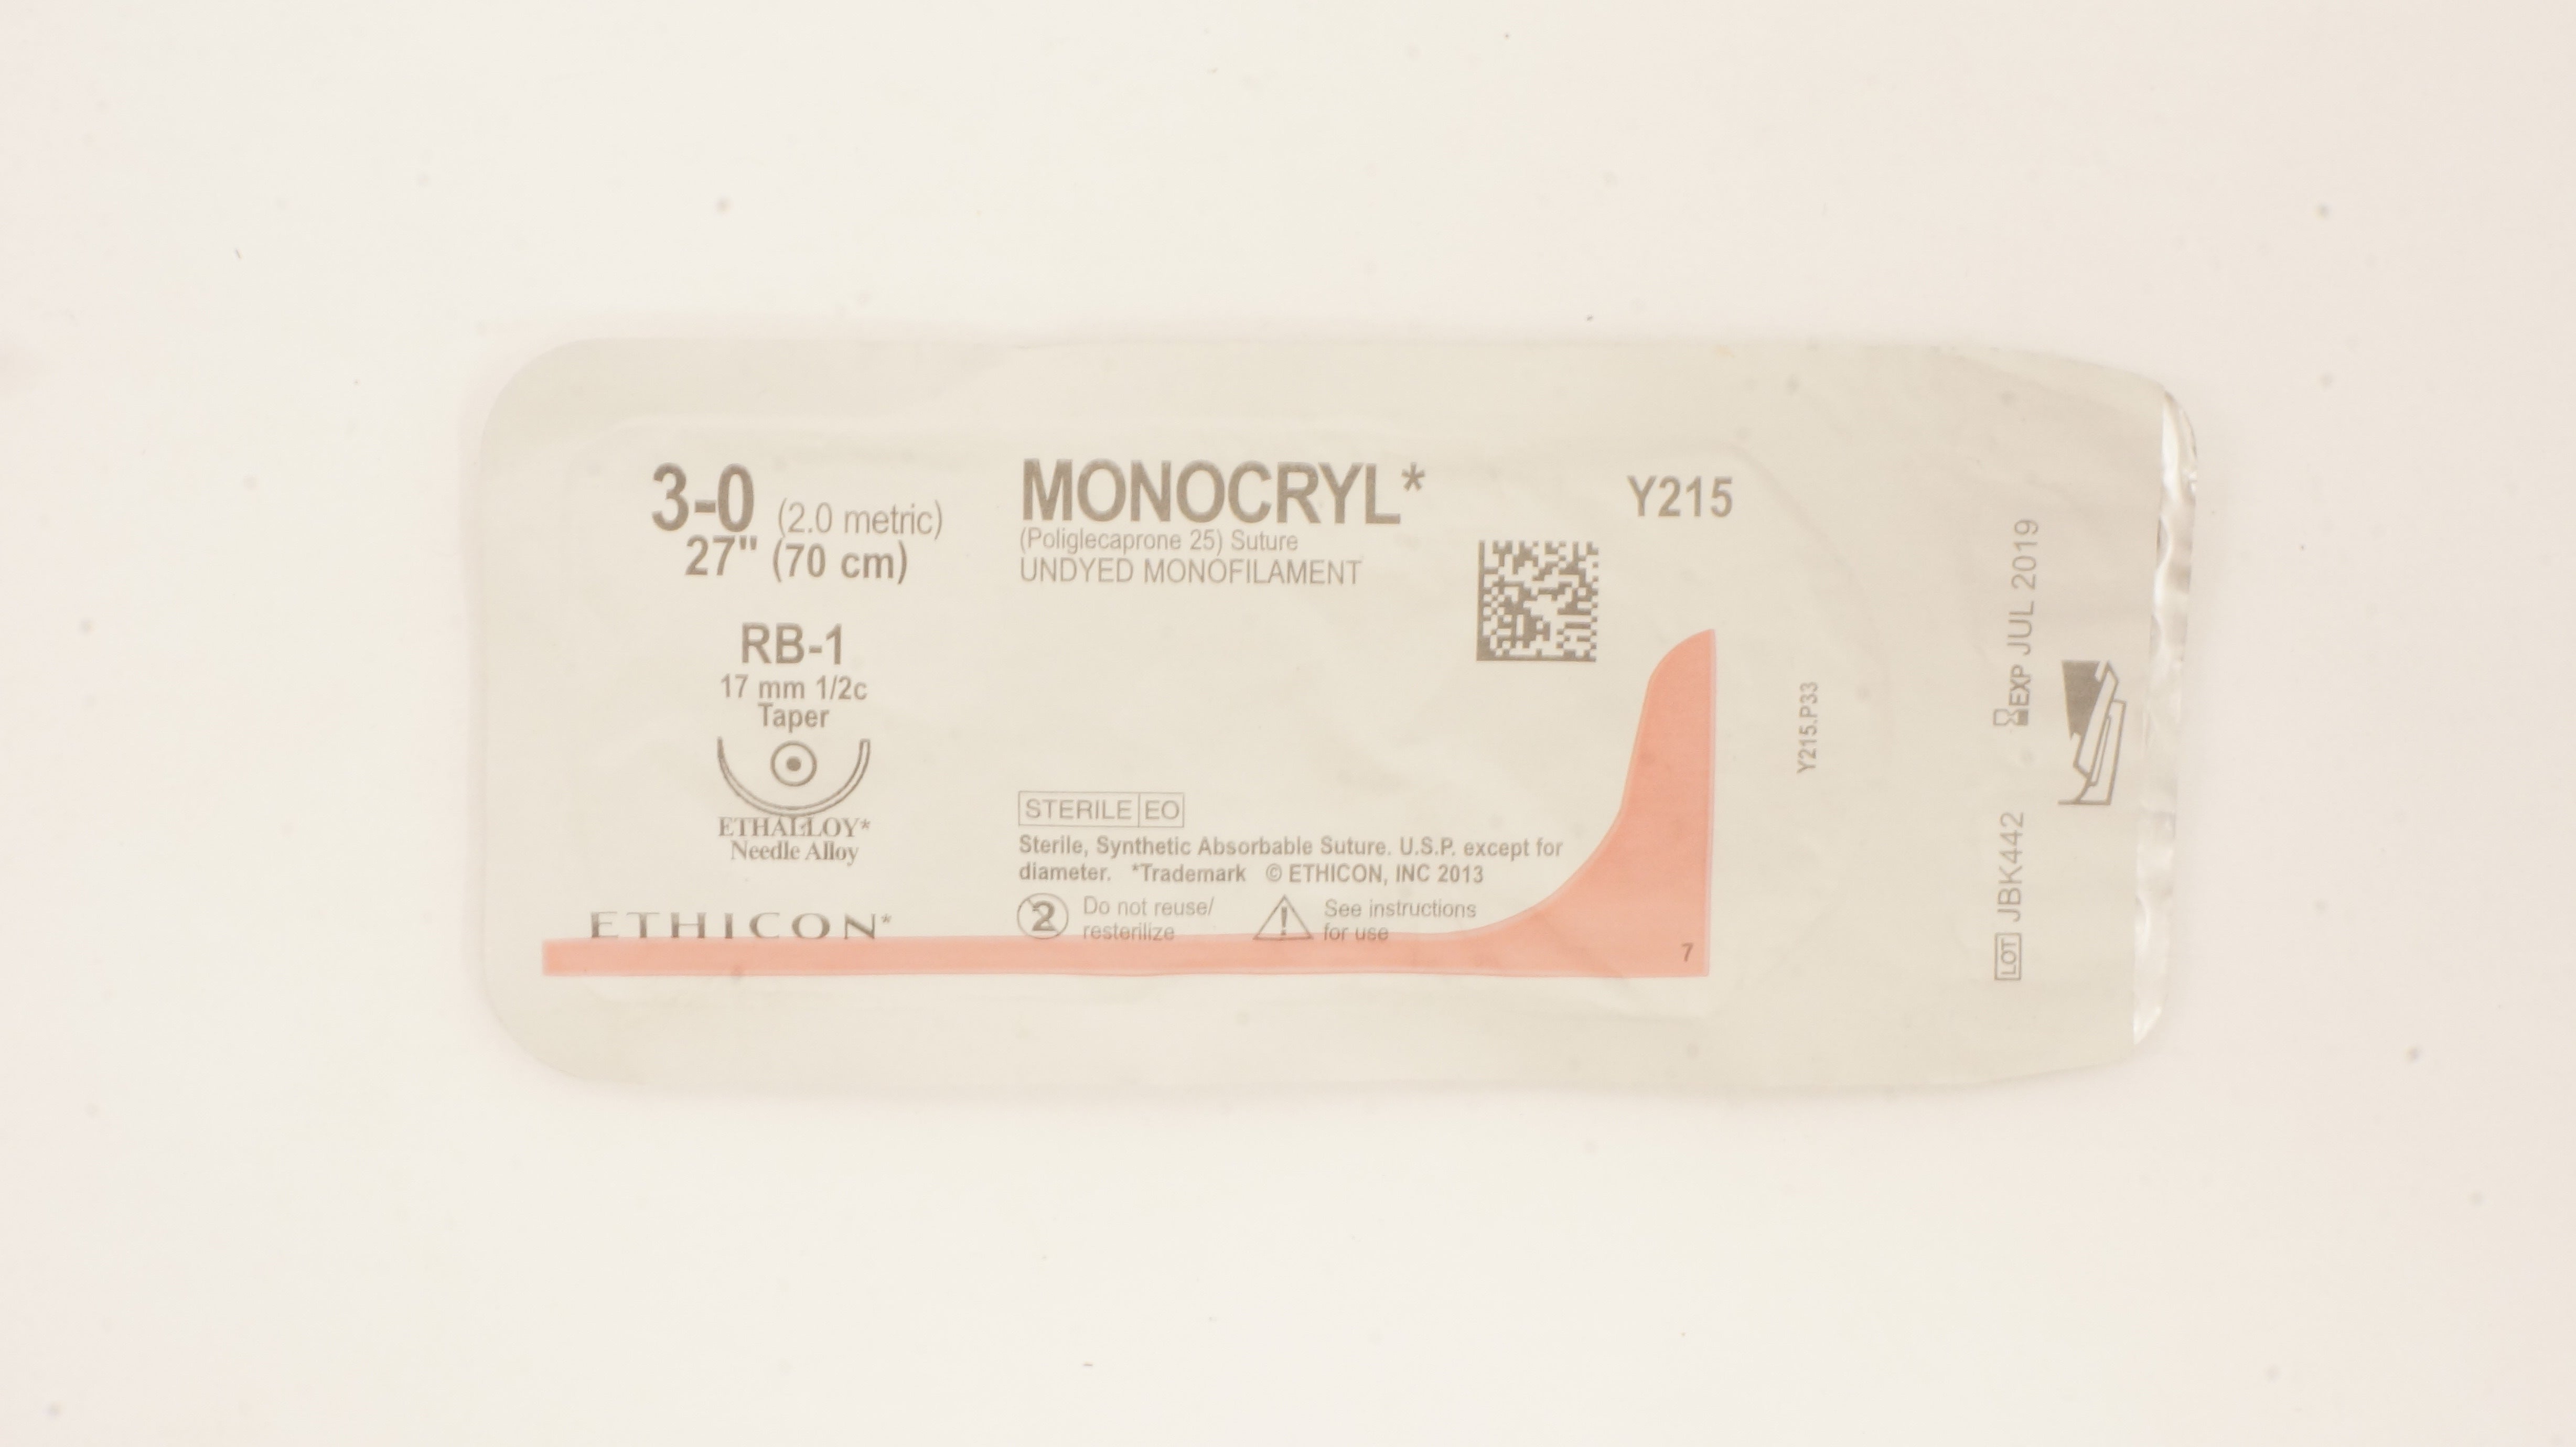 3-0 (2.0 metric)
27" (70 cm)
RB-1
17 mm 1/2c
Taper
ETHALLOY*
Needle Alloy
ETHICON*
MONOCRYL*
(Poliglecaprone 25) Suture
UNDYED MONOFILAMENT
STERILE EO
Sterile, Synthetic Absorbable Suture. U.S.P. except for
diameter. *Trademark © ETHICON, INC 2013
2 Do not reuse/
resterilize
! See instructions
for use
Y215
7
Y215.P33
EXP JUL 2019
LOT JBK442